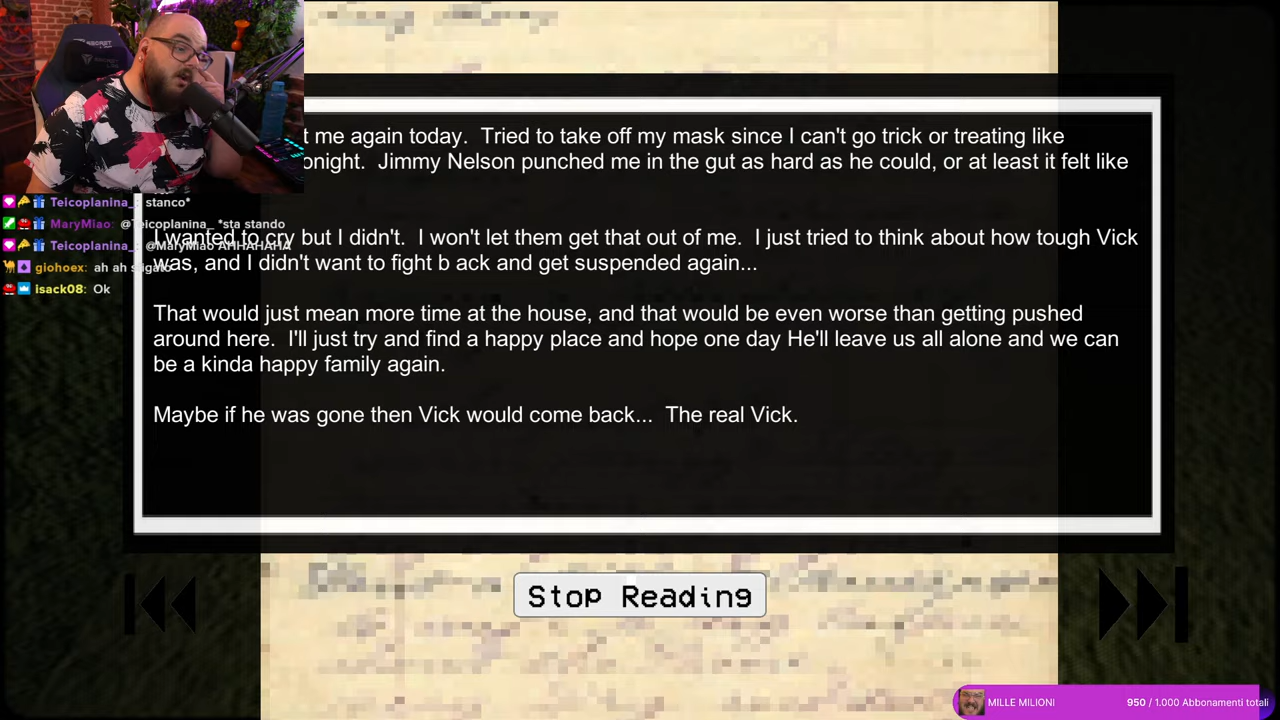 t me again today.  Tried to take off my mask since I can't go trick or treating like
onight.  Jimmy Nelson punched me in the gut as hard as he could, or at least it felt like
Teicoplanina_: stanco*
MaryMiao: @Teicoplanina_ *sta stando
I wanted to cry but I didn't.  I won't let them get that out of me.  I just tried to think about how tough Vick
Teicoplanina_: @MaryMiao AHHAHAHA
was, and I didn't want to fight b ack and get suspended again...
giohoex: ah ah
isack08: Ok
That would just mean more time at the house, and that would be even worse than getting pushed
around here.  I'll just try and find a happy place and hope one day He'll leave us all alone and we can
be a kinda happy family again.
Maybe if he was gone then Vick would come back...  The real Vick.
Stop Reading
MILLE MILIONI 950 / 1.000 Abbonamenti totali